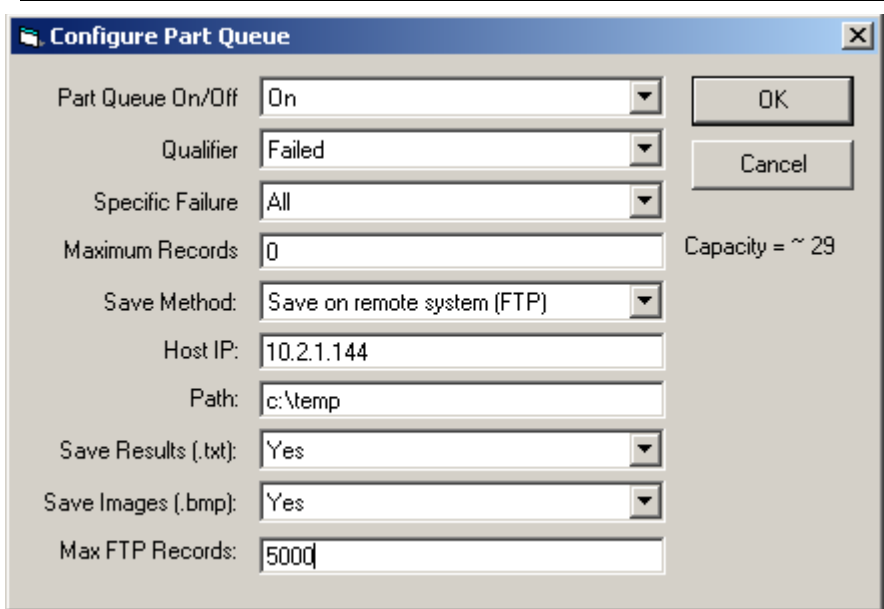 Configure Part Queue
Part Queue On/Off On OK
Qualifier Failed Cancel
Specific Failure All
Maximum Records 0 Capacity = ~ 29
Save Method: Save on remote system (FTP)
Host IP: 10.2.1.144
Path: c:\temp
Save Results (.txt): Yes
Save Images (.bmp): Yes
Max FTP Records: 5000